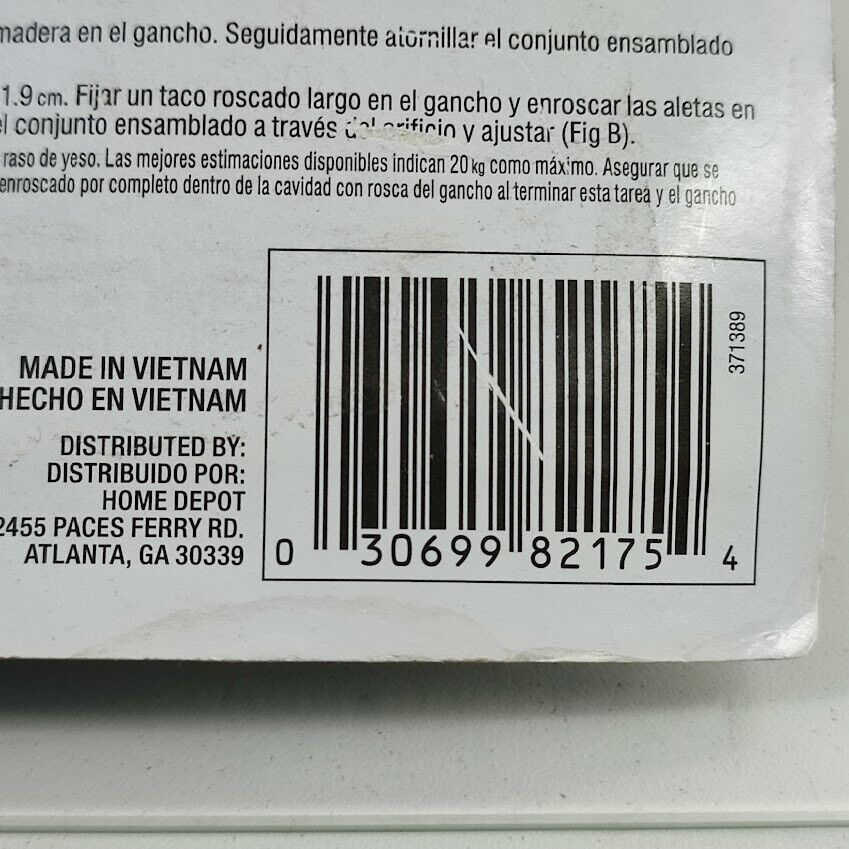 madera en el gancho. Seguidamente atornillar el conjunto ensamblado
1.9 cm. Fijar un taco roscado largo en el gancho y enroscar las aletas en
el conjunto ensamblado a través del orificio y ajustar (Fig B).
raso de yeso. Las mejores estimaciones disponibles indican 20 kg como máximo. Asegurar que se
enroscado por completo dentro de la cavidad con rosca del gancho al terminar esta tarea y el gancho
MADE IN VIETNAM
HECHO EN VIETNAM
DISTRIBUTED BY:
DISTRIBUIDO POR:
HOME DEPOT
2455 PACES FERRY RD.
ATLANTA, GA 30339
371389
0 30699 82175 4